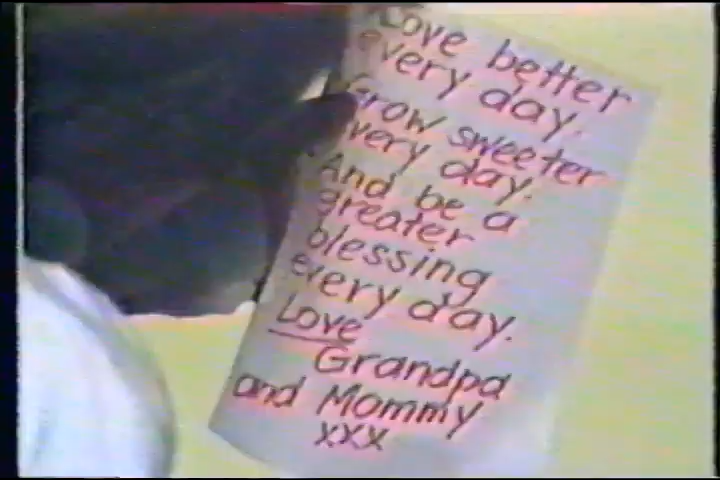 Love better
every day.
Grow sweeter
every day.
And be a
greater
blessing
every day.
Love
Grandpa
and Mommy
xxx